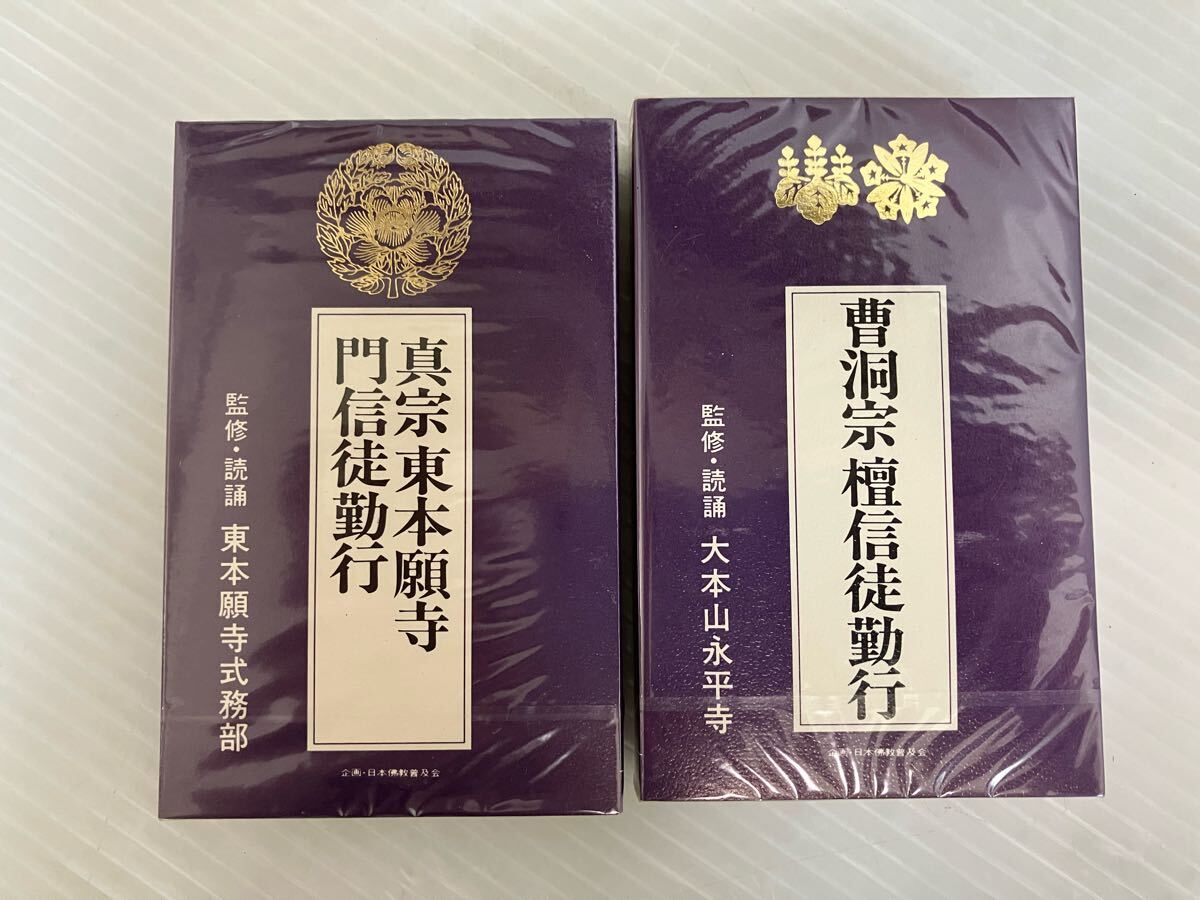 真宗 東本願寺
門信徒勤行
監修・読誦 東本願寺式務部
企画・日本佛教普及会
曹洞宗 檀信徒勤行
監修・読誦 大本山永平寺
企画・日本佛教普及会